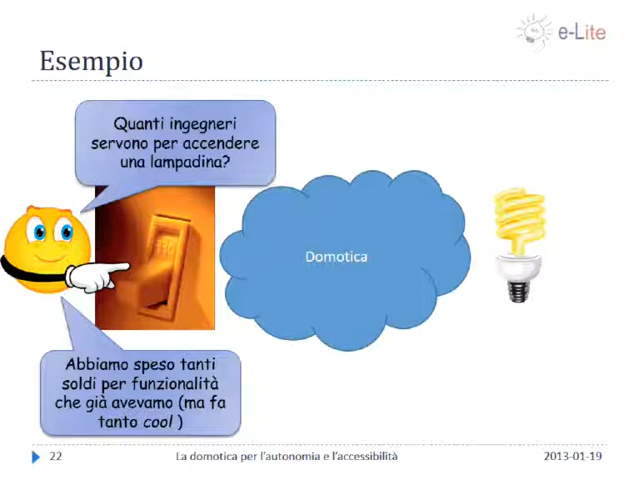 e-Lite
Esempio
Quanti ingegneri
servono per accendere
una lampadina?
Domotica
Abbiamo speso tanti
soldi per funzionalità
che già avevamo (ma fa
tanto cool )
22
La domotica per l'autonomia e l'accessibilità
2013-01-19